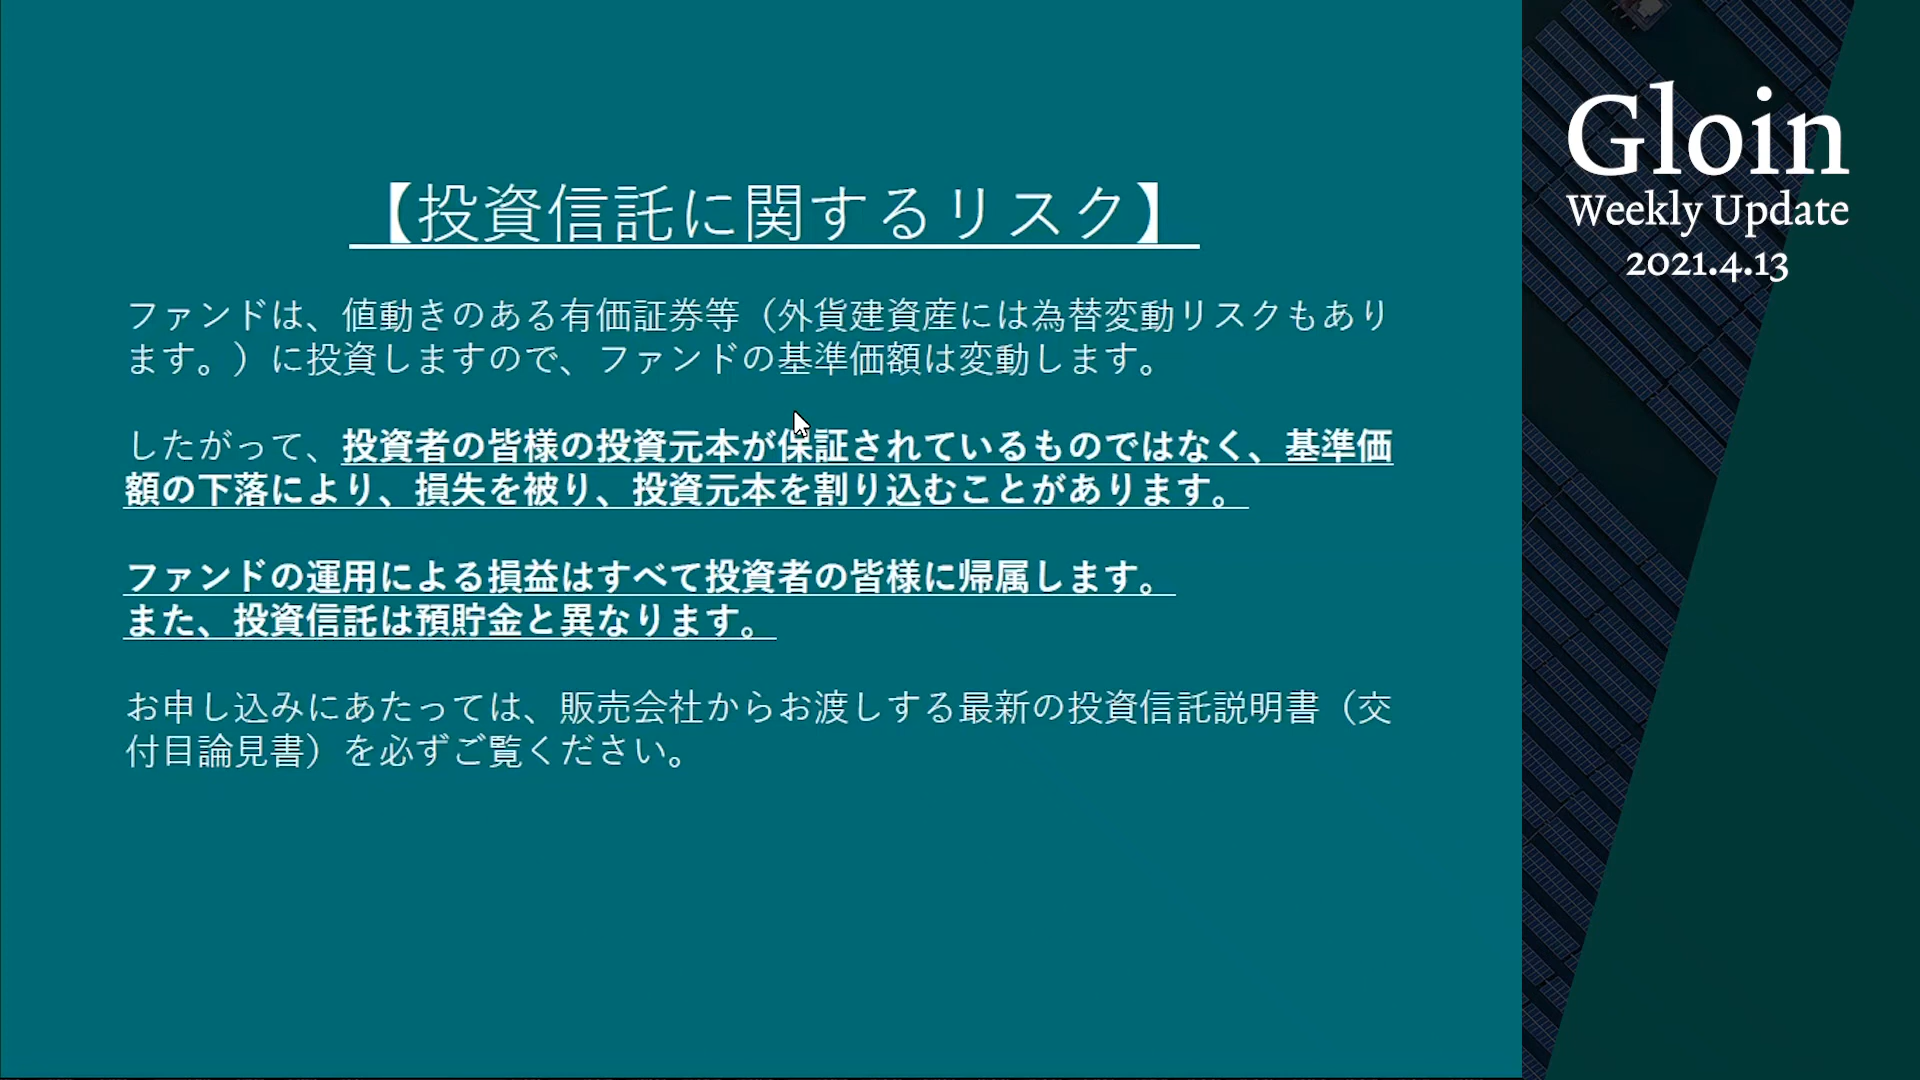 【投資信託に関するリスク】
ファンドは、値動きのある有価証券等（外貨建資産には為替変動リスクもあり
ます。）に投資しますので、ファンドの基準価額は変動します。
したがって、投資者の皆様の投資元本が保証されているものではなく、基準価
額の下落により、損失を被り、投資元本を割り込むことがあります。
ファンドの運用による損益はすべて投資者の皆様に帰属します。
また、投資信託は預貯金と異なります。
お申し込みにあたっては、販売会社からお渡しする最新の投資信託説明書（交
付目論見書）を必ずご覧ください。
Gloin
Weekly Update
2021.4.13